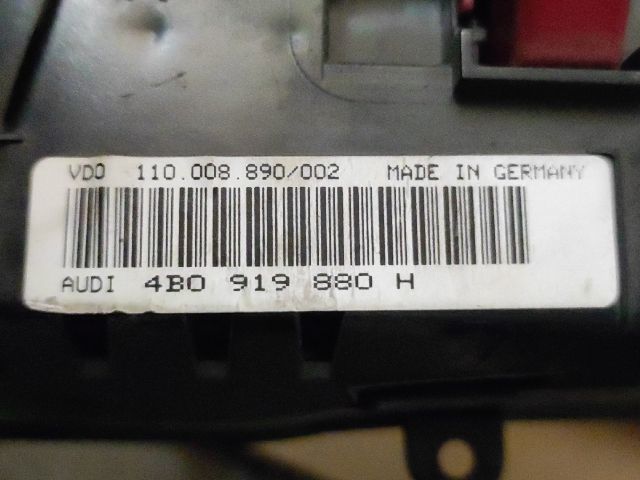 VDO 110.008.890/002 MADE IN GERMANY
AUDI 4B0 919 880 H